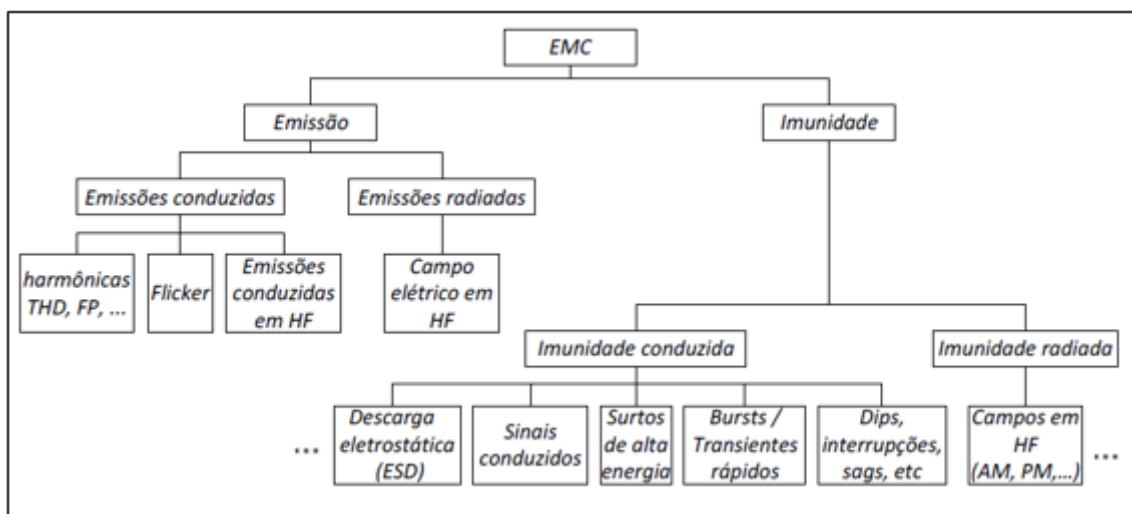 EMC
Emissão
Imunidade
Emissões conduzidas
Emissões radiadas
harmônicas
THD, FP, ...
Flicker
Emissões
conduzidas
em HF
Campo
elétrico em
HF
Imunidade conduzida
Imunidade radiada
...
Descarga
eletrostática
(ESD)
Sinais
conduzidos
Surtos
de alta
energia
Bursts /
Transientes
rápidos
Dips,
interrupções,
sags, etc
Campos em
HF
(AM, PM,...)
...